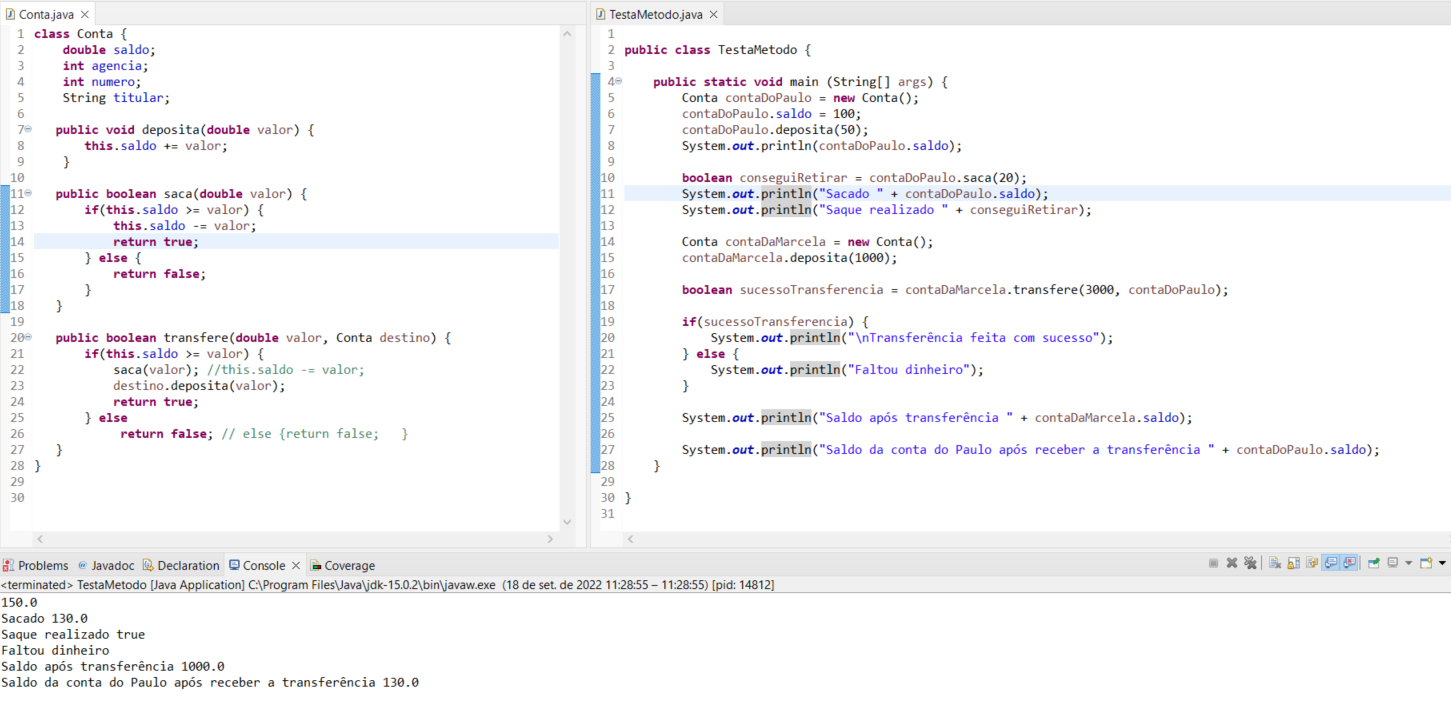 Conta.java
1 class Conta {
2 double saldo;
3 int agencia;
4 int numero;
5 String titular;
6
7 public void deposita(double valor) {
8 this.saldo += valor;
9 }
10
11 public boolean saca(double valor) {
12 if(this.saldo >= valor) {
13 this.saldo -= valor;
14 return true;
15 } else {
16 return false;
17 }
18 }
19
20 public boolean transfere(double valor, Conta destino) {
21 if(this.saldo >= valor) {
22 saca(valor); //this.saldo -= valor;
23 destino.deposita(valor);
24 return true;
25 } else
26 return false; // else {return false;   }
27 }
28 }
29
30
TestaMetodo.java
1
2 public class TestaMetodo {
3
4 public static void main (String[] args) {
5 Conta contaDoPaulo = new Conta();
6 contaDoPaulo.saldo = 100;
7 contaDoPaulo.deposita(50);
8 System.out.println(contaDoPaulo.saldo);
9
10 boolean conseguiRetirar = contaDoPaulo.saca(20);
11 System.out.println("Sacado " + contaDoPaulo.saldo);
12 System.out.println("Saque realizado " + conseguiRetirar);
13
14 Conta contaDaMarcela = new Conta();
15 contaDaMarcela.deposita(1000);
16
17 boolean sucessoTransferencia = contaDaMarcela.transfere(3000, contaDoPaulo);
18
19 if(sucessoTransferencia) {
20 System.out.println("\nTransferência feita com sucesso");
21 } else {
22 System.out.println("Faltou dinheiro");
23 }
24
25 System.out.println("Saldo após transferência " + contaDaMarcela.saldo);
26
27 System.out.println("Saldo da conta do Paulo após receber a transferência " + contaDoPaulo.saldo);
28 }
29
30 }
31
Problems @ Javadoc Declaration Console Coverage
<terminated> TestaMetodo [Java Application] C:\Program Files\Java\jdk-15.0.2\bin\javaw.exe (18 de set. de 2022 11:28:55 – 11:28:55) [pid: 14812]
150.0
Sacado 130.0
Saque realizado true
Faltou dinheiro
Saldo após transferência 1000.0
Saldo da conta do Paulo após receber a transferência 130.0